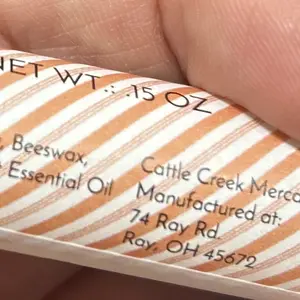 NET WT. .15 OZ
, Beeswax,
Essential Oil
Cattle Creek Merc
Manufactured at:
74 Ray Rd.
Ray, OH 45672